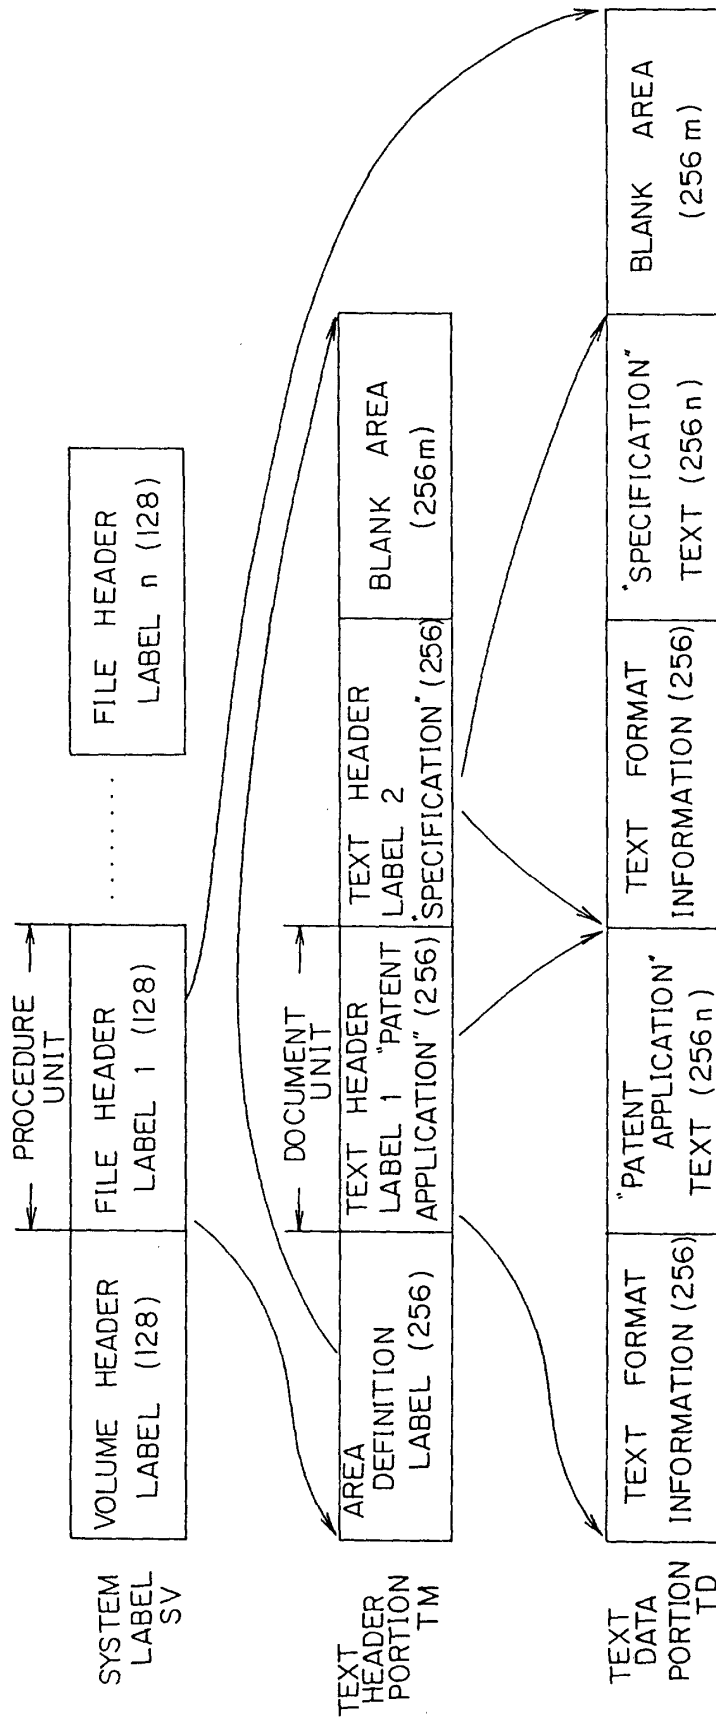 SYSTEM
LABEL
SV
VOLUME HEADER
LABEL (128)
PROCEDURE
UNIT
FILE HEADER
LABEL 1 (128)
........
FILE HEADER
LABEL n (128)
TEXT
HEADER
PORTION
TM
AREA
DEFINITION
LABEL (256)
DOCUMENT
UNIT
TEXT HEADER
LABEL 1 "PATENT
APPLICATION" (256)
TEXT HEADER
LABEL 2
"SPECIFICATION" (256)
BLANK AREA
(256m)
TEXT
DATA
PORTION
TD
TEXT FORMAT
INFORMATION (256)
"PATENT
APPLICATION"
TEXT (256n)
TEXT FORMAT
INFORMATION (256)
"SPECIFICATION"
TEXT (256n)
BLANK AREA
(256m)